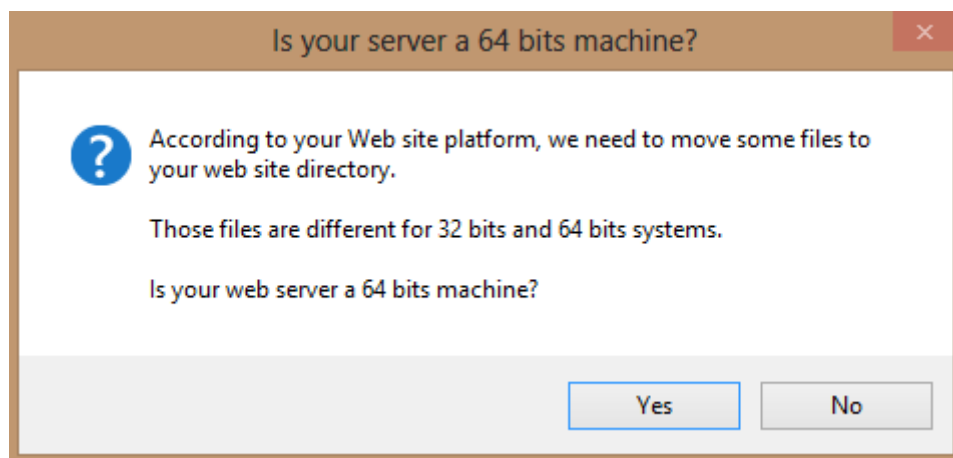 Is your server a 64 bits machine?
According to your Web site platform, we need to move some files to
your web site directory.
Those files are different for 32 bits and 64 bits systems.
Is your web server a 64 bits machine?
Yes
No